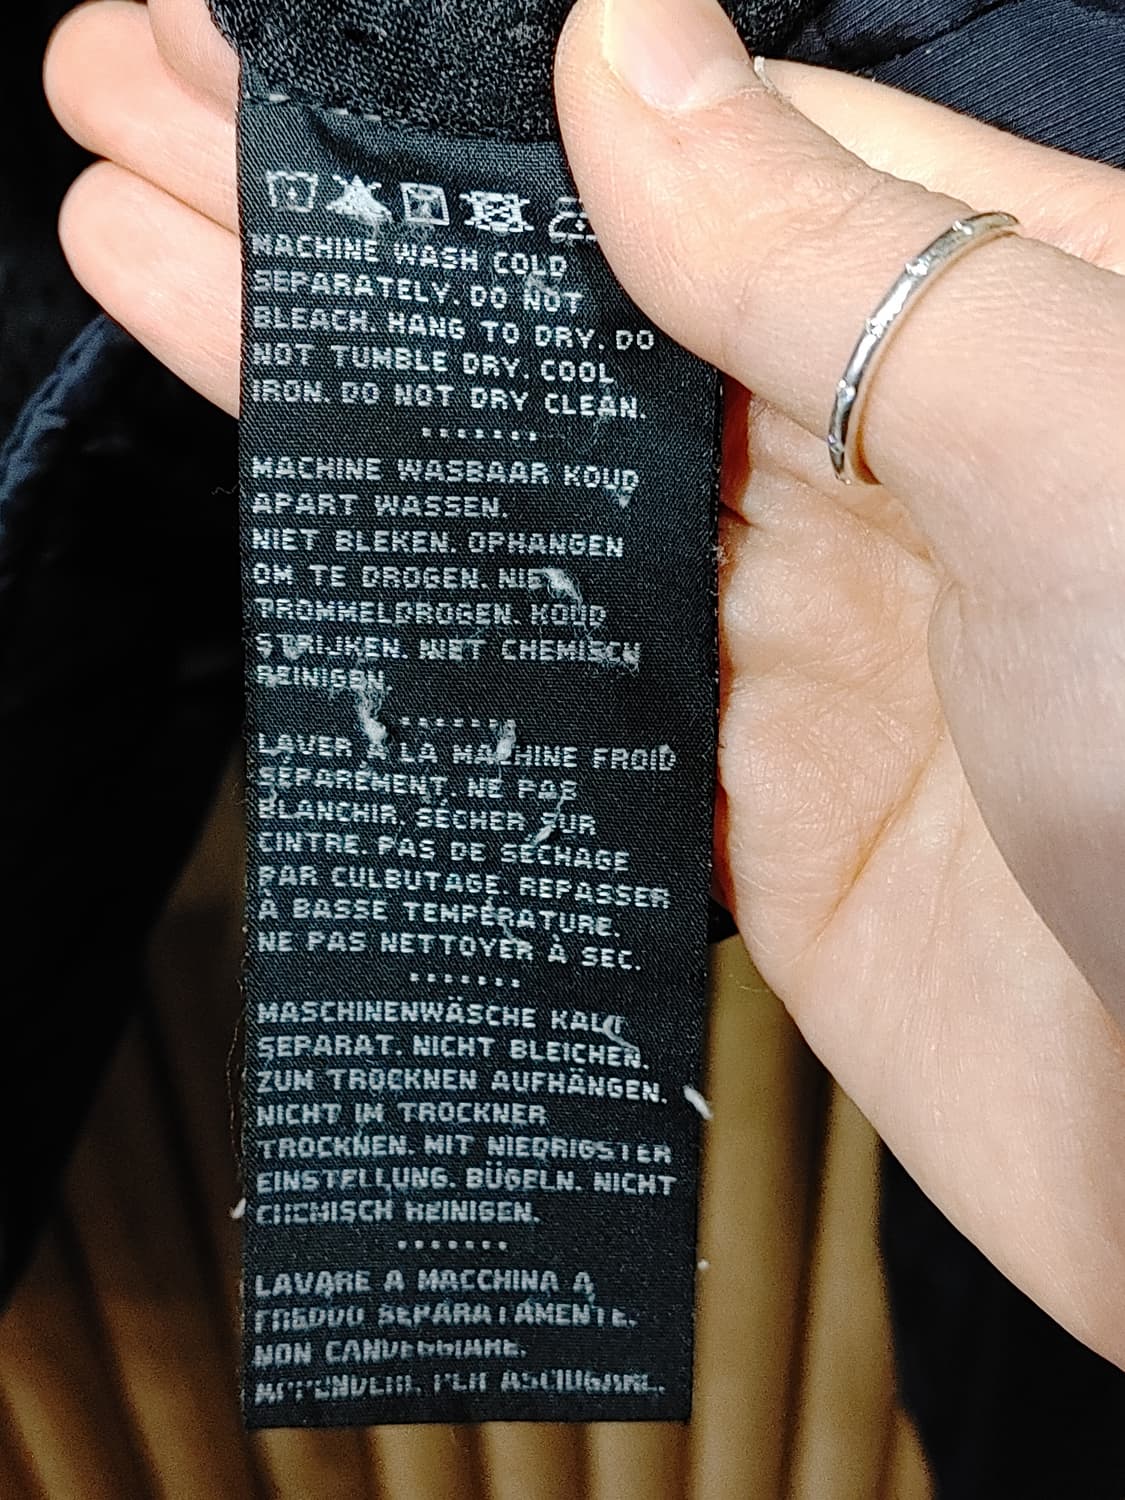 MACHINE WASH COLD
SEPARATELY. DO NOT
BLEACH. HANG TO DRY. DO
NOT TUMBLE DRY. COOL
IRON. DO NOT DRY CLEAN.
MACHINE WASBAAR KOUD
APART WASSEN.
NIET BLEKEN. OPHANGEN
OM TE DROGEN. NIET
TROMMELDROGEN. KOUD
STRIJKEN. NIET CHEMISCH
REINIGEN.
LAVER À LA MACHINE FROID
SÉPARÉMENT. NE PAS
BLANCHIR. SÉCHER SUR
CINTRE. PAS DE SÉCHAGE
PAR CULBUTAGE. REPASSER
À BASSE TEMPÉRATURE.
NE PAS NETTOYER À SEC.
MASCHINENWÄSCHE KALT
SEPARAT. NICHT BLEICHEN.
ZUM TROCKNEN AUFHÄNGEN.
NICHT IM TROCKNER
TROCKNEN. MIT NIEDRIGSTER
EINSTELLUNG. BÜGELN. NICHT
CHEMISCH REINIGEN.
LAVARE A MACCHINA A
FREDDO SEPARATAMENTE.
NON CANDEGGIARE.
APPENDERE. PER ASCIUGARE.